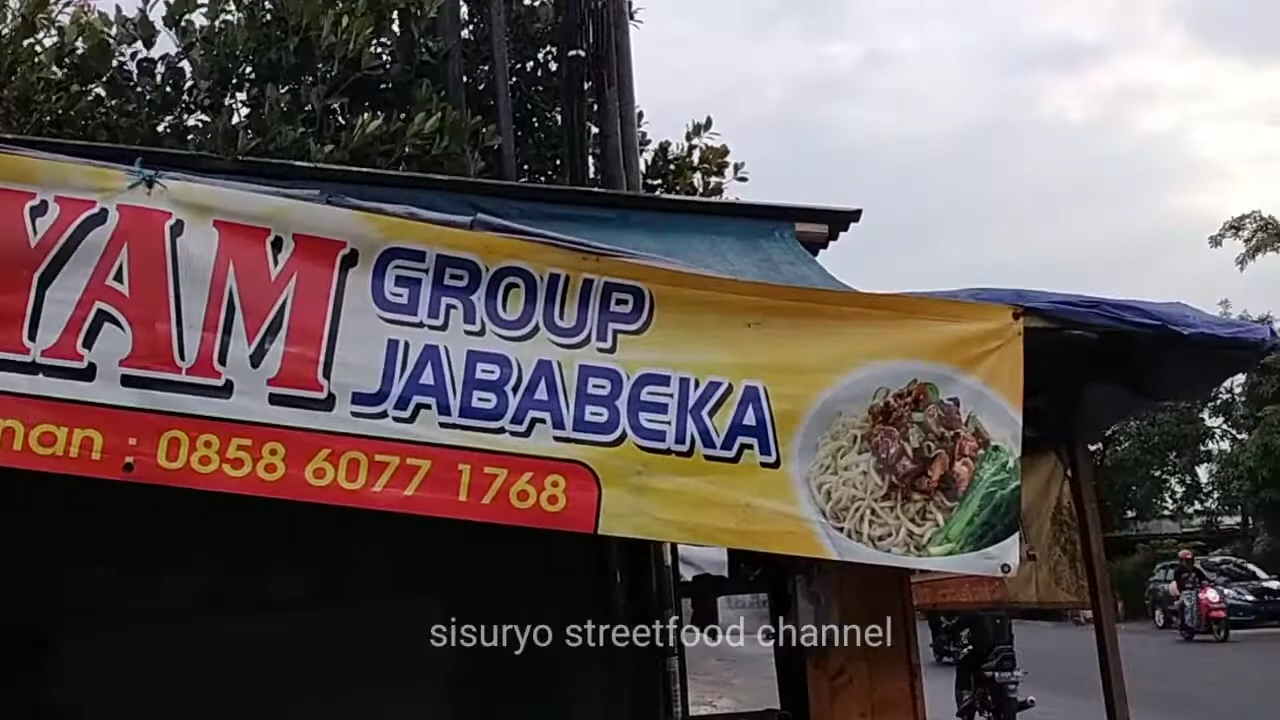 YAM
GROUP
JABABEKA
nan : 0858 6077 1768
sisuryo streetfood channel